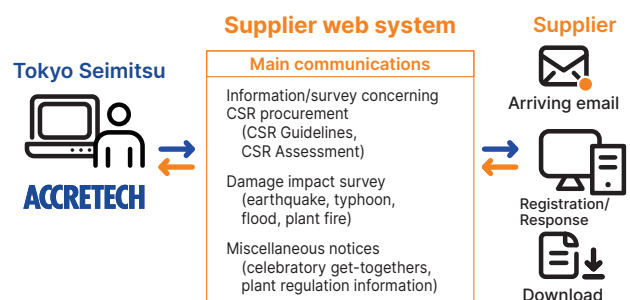 Supplier web system
Supplier
Tokyo Seimitsu
ACCRETECH
Main communications
Information/survey concerning
CSR procurement
(CSR Guidelines,
CSR Assessment)
Damage impact survey
(earthquake, typhoon,
flood, plant fire)
Miscellaneous notices
(celebratory get-togethers,
plant regulation information)
Arriving email
Registration/
Response
Download